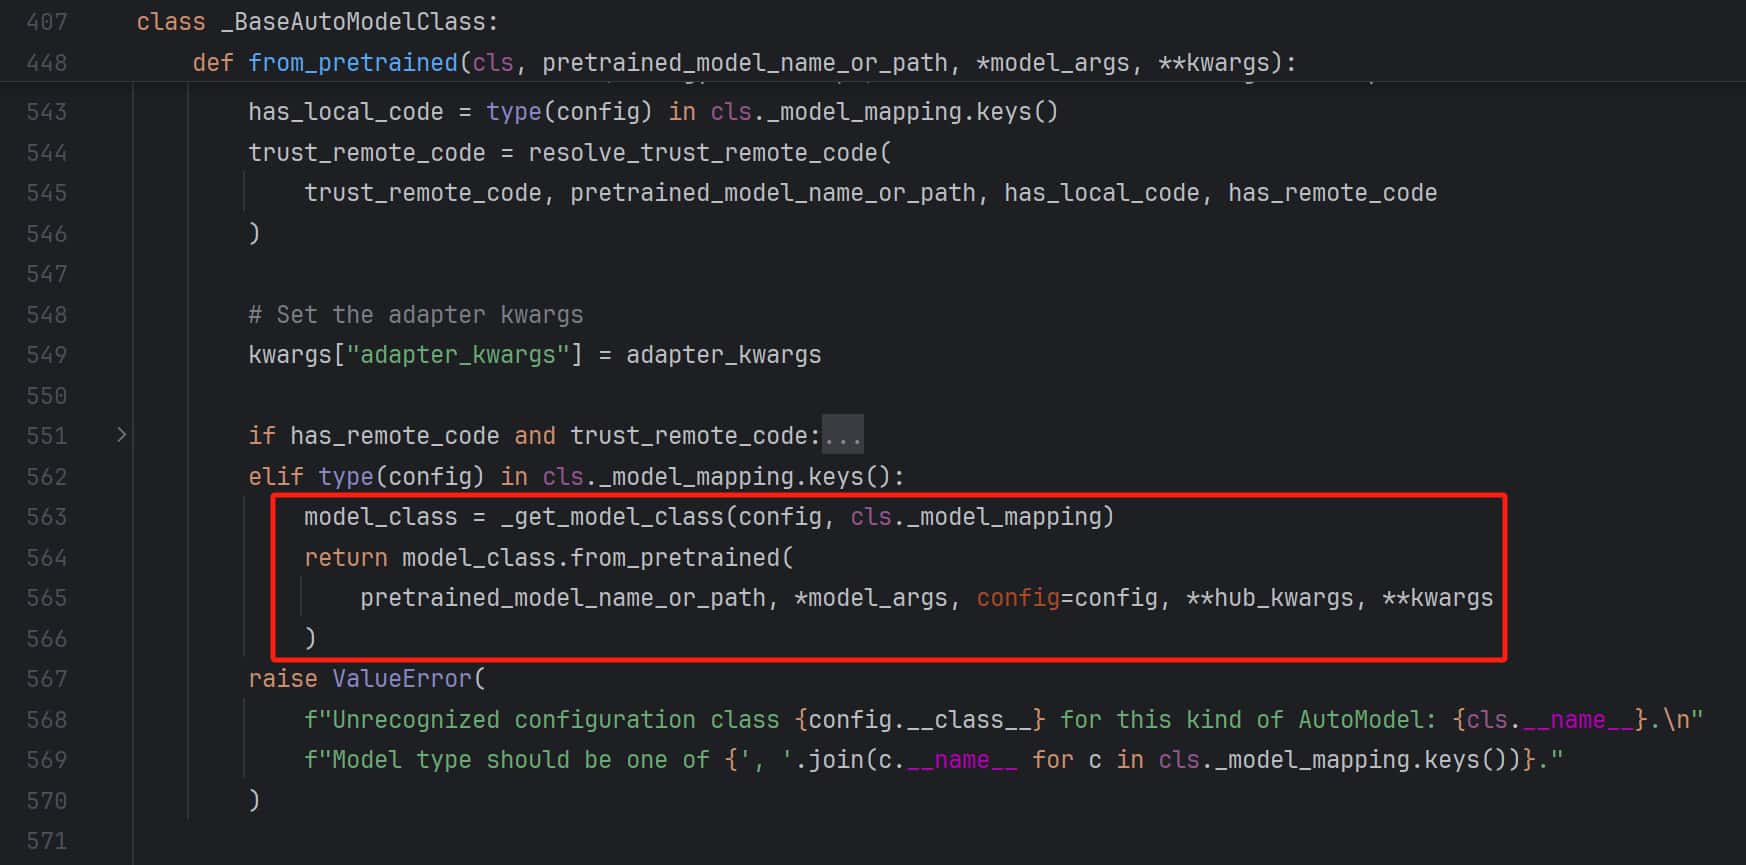 407 class _BaseAutoModelClass:
448 def from_pretrained(cls, pretrained_model_name_or_path, *model_args, **kwargs):
543 has_local_code = type(config) in cls._model_mapping.keys()
544 trust_remote_code = resolve_trust_remote_code(
545 trust_remote_code, pretrained_model_name_or_path, has_local_code, has_remote_code
546 )
547
548 # Set the adapter kwargs
549 kwargs["adapter_kwargs"] = adapter_kwargs
550
551 if has_remote_code and trust_remote_code:...
562 elif type(config) in cls._model_mapping.keys():
563 model_class = _get_model_class(config, cls._model_mapping)
564 return model_class.from_pretrained(
565 pretrained_model_name_or_path, *model_args, config=config, **hub_kwargs, **kwargs
566 )
567 raise ValueError(
568 f"Unrecognized configuration class {config.__class__} for this kind of AutoModel: {cls.__name__}.\n"
569 f"Model type should be one of {', '.join(c.__name__ for c in cls._model_mapping.keys())}."
570 )
571